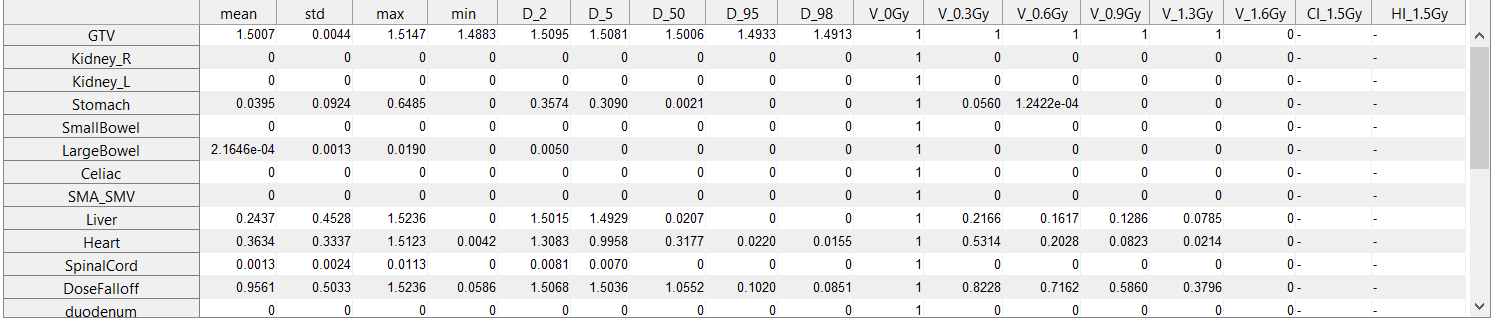 mean std max min D_2 D_5 D_50 D_95 D_98 V_0Gy V_0.3Gy V_0.6Gy V_0.9Gy V_1.3Gy V_1.6Gy CI_1.5Gy HI_1.5Gy
GTV 1.5007 0.0044 1.5147 1.4883 1.5095 1.5081 1.5006 1.4933 1.4913 1 1 1 1 1 0 - -
Kidney_R 0 0 0 0 0 0 0 0 0 1 0 0 0 0 0 - -
Kidney_L 0 0 0 0 0 0 0 0 0 1 0 0 0 0 0 - -
Stomach 0.0395 0.0924 0.6485 0 0.3574 0.3090 0.0021 0 0 1 0.0560 1.2422e-04 0 0 0 - -
SmallBowel 0 0 0 0 0 0 0 0 0 1 0 0 0 0 0 - -
LargeBowel 2.1646e-04 0.0013 0.0190 0 0.0050 0 0 0 0 1 0 0 0 0 0 - -
Celiac 0 0 0 0 0 0 0 0 0 1 0 0 0 0 0 - -
SMA_SMV 0 0 0 0 0 0 0 0 0 1 0 0 0 0 0 - -
Liver 0.2437 0.4528 1.5236 0 1.5015 1.4929 0.0207 0 0 1 0.2166 0.1617 0.1286 0.0785 0 - -
Heart 0.3634 0.3337 1.5123 0.0042 1.3083 0.9958 0.3177 0.0220 0.0155 1 0.5314 0.2028 0.0823 0.0214 0 - -
SpinalCord 0.0013 0.0024 0.0113 0 0.0081 0.0070 0 0 0 1 0 0 0 0 0 - -
DoseFalloff 0.9561 0.5033 1.5236 0.0586 1.5068 1.5036 1.0552 0.1020 0.0851 1 0.8228 0.7162 0.5860 0.3796 0 - -
duodenum 0 0 0 0 0 0 0 0 0 1 0 0 0 0 0 - -